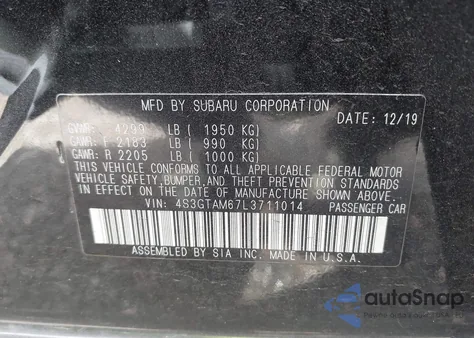 MFD BY SUBARU CORPORATION
DATE: 12/19
GVWR: 4299 LB ( 1950 KG)
GAWR: F 2183 LB ( 990 KG)
GAWR: R 2205 LB ( 1000 KG)
THIS VEHICLE CONFORMS TO ALL APPLICABLE FEDERAL MOTOR
VEHICLE SAFETY,BUMPER,AND THEFT PREVENTION STANDARDS
IN EFFECT ON THE DATE OF MANUFACTURE SHOWN ABOVE.
VIN: 4S3GTAM67L3711014 PASSENGER CAR
ASSEMBLED BY SIA INC. MADE IN U.S.A.
autoSnap